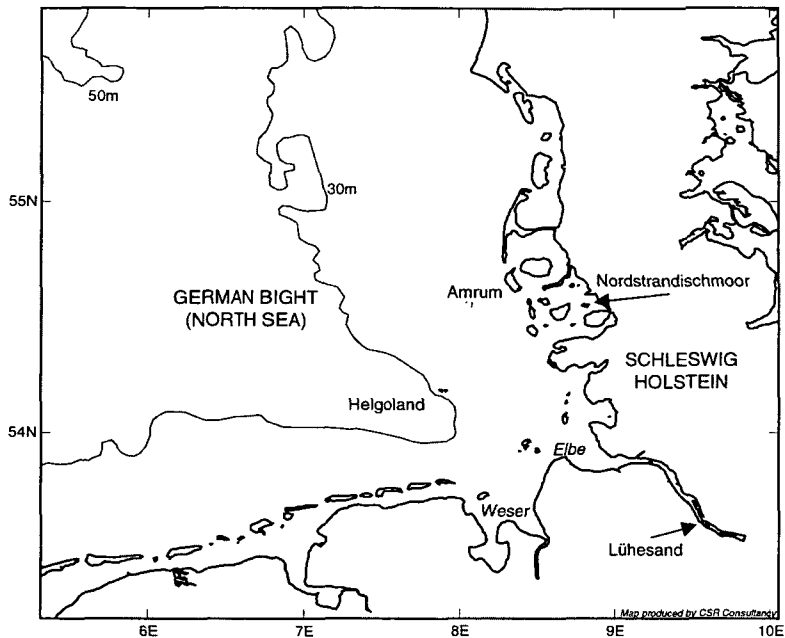 50m
55N
30m
Nordstrandischmoor
Amrum
GERMAN BIGHT
(NORTH SEA)
SCHLESWIG
HOLSTEIN
Helgoland
54N
Elbe
Weser
Lühesand
Map produced by CSR Consultancy
6E
7E
8E
9E
10E